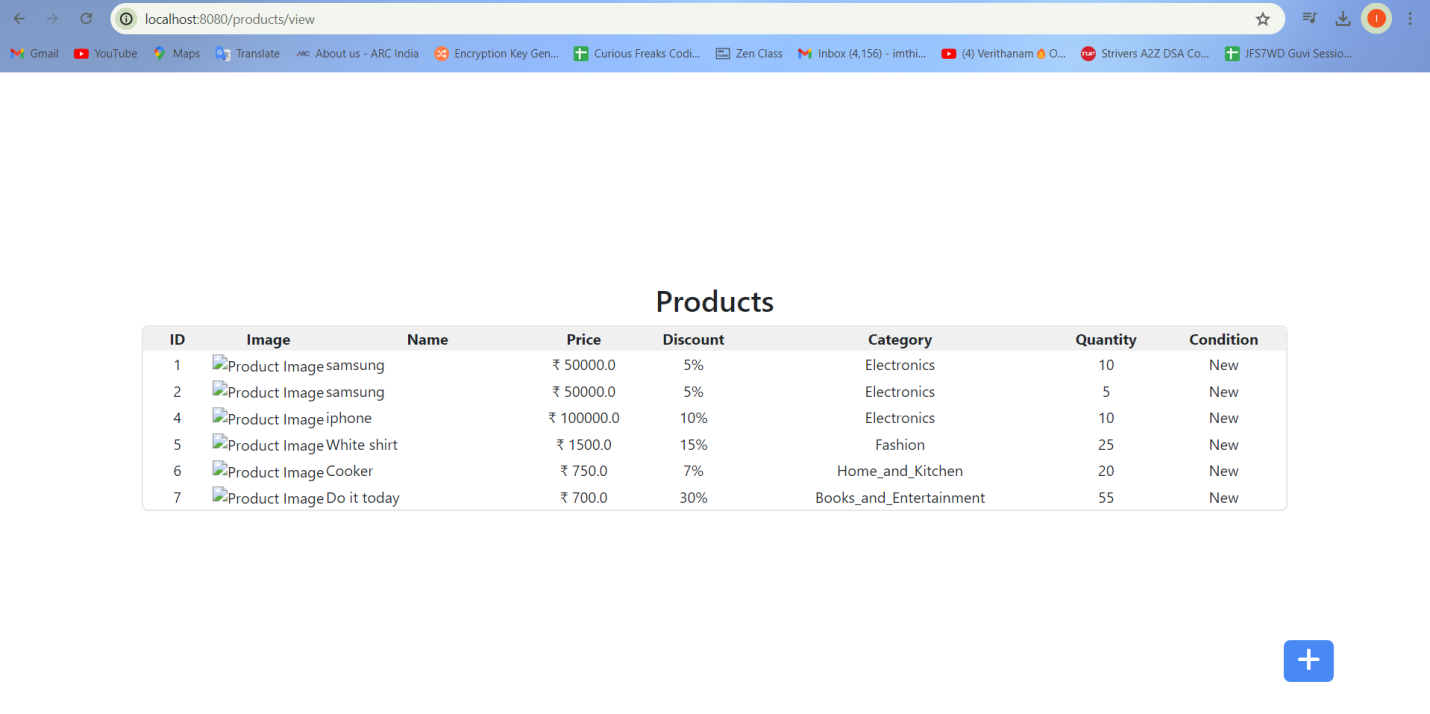 localhost:8080/products/view
Gmail YouTube Maps Translate ARC About us - ARC India Encryption Key Gen... Curious Freaks Codi... Zen Class Inbox (4,156) - imthi... (4) Verithanam🔥O... TUF Strivers A2Z DSA Co... JFS7WD Guvi Sessio...
Products
ID Image Name Price Discount Category Quantity Condition
1 Product Image samsung ₹ 50000.0 5% Electronics 10 New
2 Product Image samsung ₹ 50000.0 5% Electronics 5 New
4 Product Image iphone ₹ 100000.0 10% Electronics 10 New
5 Product Image White shirt ₹ 1500.0 15% Fashion 25 New
6 Product Image Cooker ₹ 750.0 7% Home_and_Kitchen 20 New
7 Product Image Do it today ₹ 700.0 30% Books_and_Entertainment 55 New